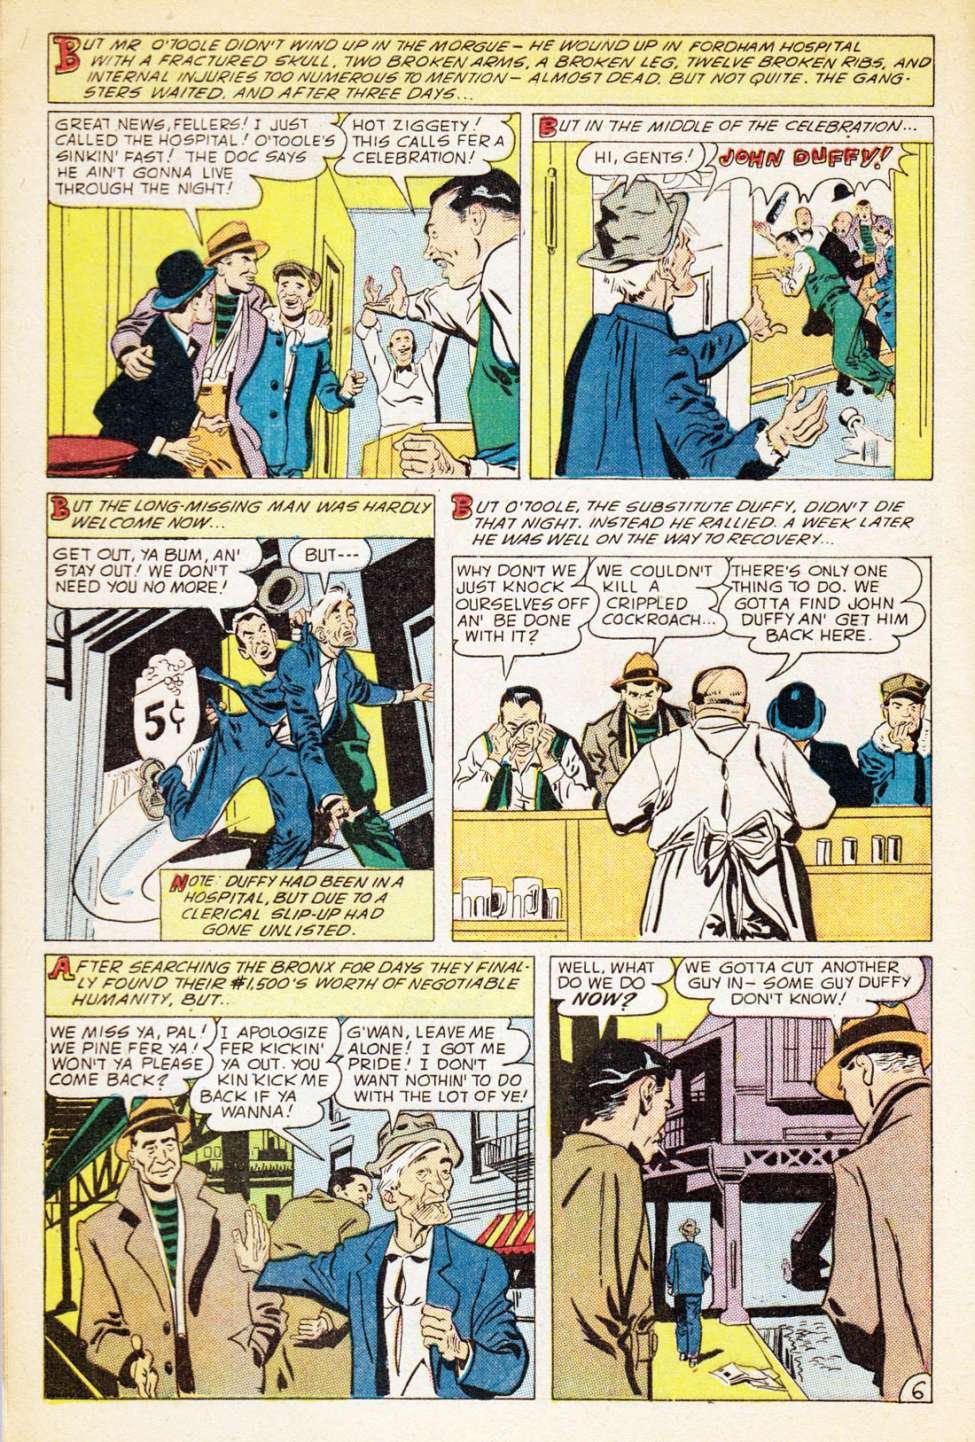 BUT MR. O'TOOLE DIDN'T WIND UP IN THE MORGUE — HE WOUND UP IN FORDHAM HOSPITAL
WITH A FRACTURED SKULL, TWO BROKEN ARMS, A BROKEN LEG, TWELVE BROKEN RIBS, AND
INTERNAL INJURIES TOO NUMEROUS TO MENTION — ALMOST DEAD. BUT NOT QUITE. THE GANG-
STERS WAITED. AND AFTER THREE DAYS...
GREAT NEWS, FELLERS! I JUST
CALLED THE HOSPITAL! O'TOOLE'S
SINKIN' FAST! THE DOC SAYS
HE AIN'T GONNA LIVE
THROUGH THE NIGHT!
HOT ZIGGETY!
THIS CALLS FER A
CELEBRATION!
BUT IN THE MIDDLE OF THE CELEBRATION...
HI, GENTS!
JOHN DUFFY!
BUT THE LONG-MISSING MAN WAS HARDLY
WELCOME NOW...
GET OUT, YA BUM, AN'
STAY OUT! WE DON'T
NEED YOU NO MORE!
BUT---
5¢
NOTE: DUFFY HAD BEEN IN A
HOSPITAL, BUT DUE TO A
CLERICAL SLIP-UP HAD
GONE UNLISTED.
BUT O'TOOLE, THE SUBSTITUTE DUFFY, DIDN'T DIE
THAT NIGHT. INSTEAD HE RALLIED. A WEEK LATER
HE WAS WELL ON THE WAY TO RECOVERY...
WHY DON'T WE
JUST KNOCK
OURSELVES OFF
AN' BE DONE
WITH IT?
WE COULDN'T
KILL A
CRIPPLED
COCKROACH...
THERE'S ONLY ONE
THING TO DO. WE
GOTTA FIND JOHN
DUFFY AN' GET HIM
BACK HERE.
AFTER SEARCHING THE BRONX FOR DAYS THEY FINAL-
LY FOUND THEIR $1,500'S WORTH OF NEGOTIABLE
HUMANITY, BUT..
WE MISS YA, PAL!
WE PINE FER YA!
WON'T YA PLEASE
COME BACK?
I APOLOGIZE
FER KICKIN'
YA OUT. YOU
KIN KICK ME
BACK IF YA
WANNA!
G'WAN, LEAVE ME
ALONE! I GOT ME
PRIDE! I DON'T
WANT NOTHIN' TO DO
WITH THE LOT OF YE!
WELL, WHAT
DO WE DO
NOW?
WE GOTTA CUT ANOTHER
GUY IN — SOME GUY DUFFY
DON'T KNOW!
6